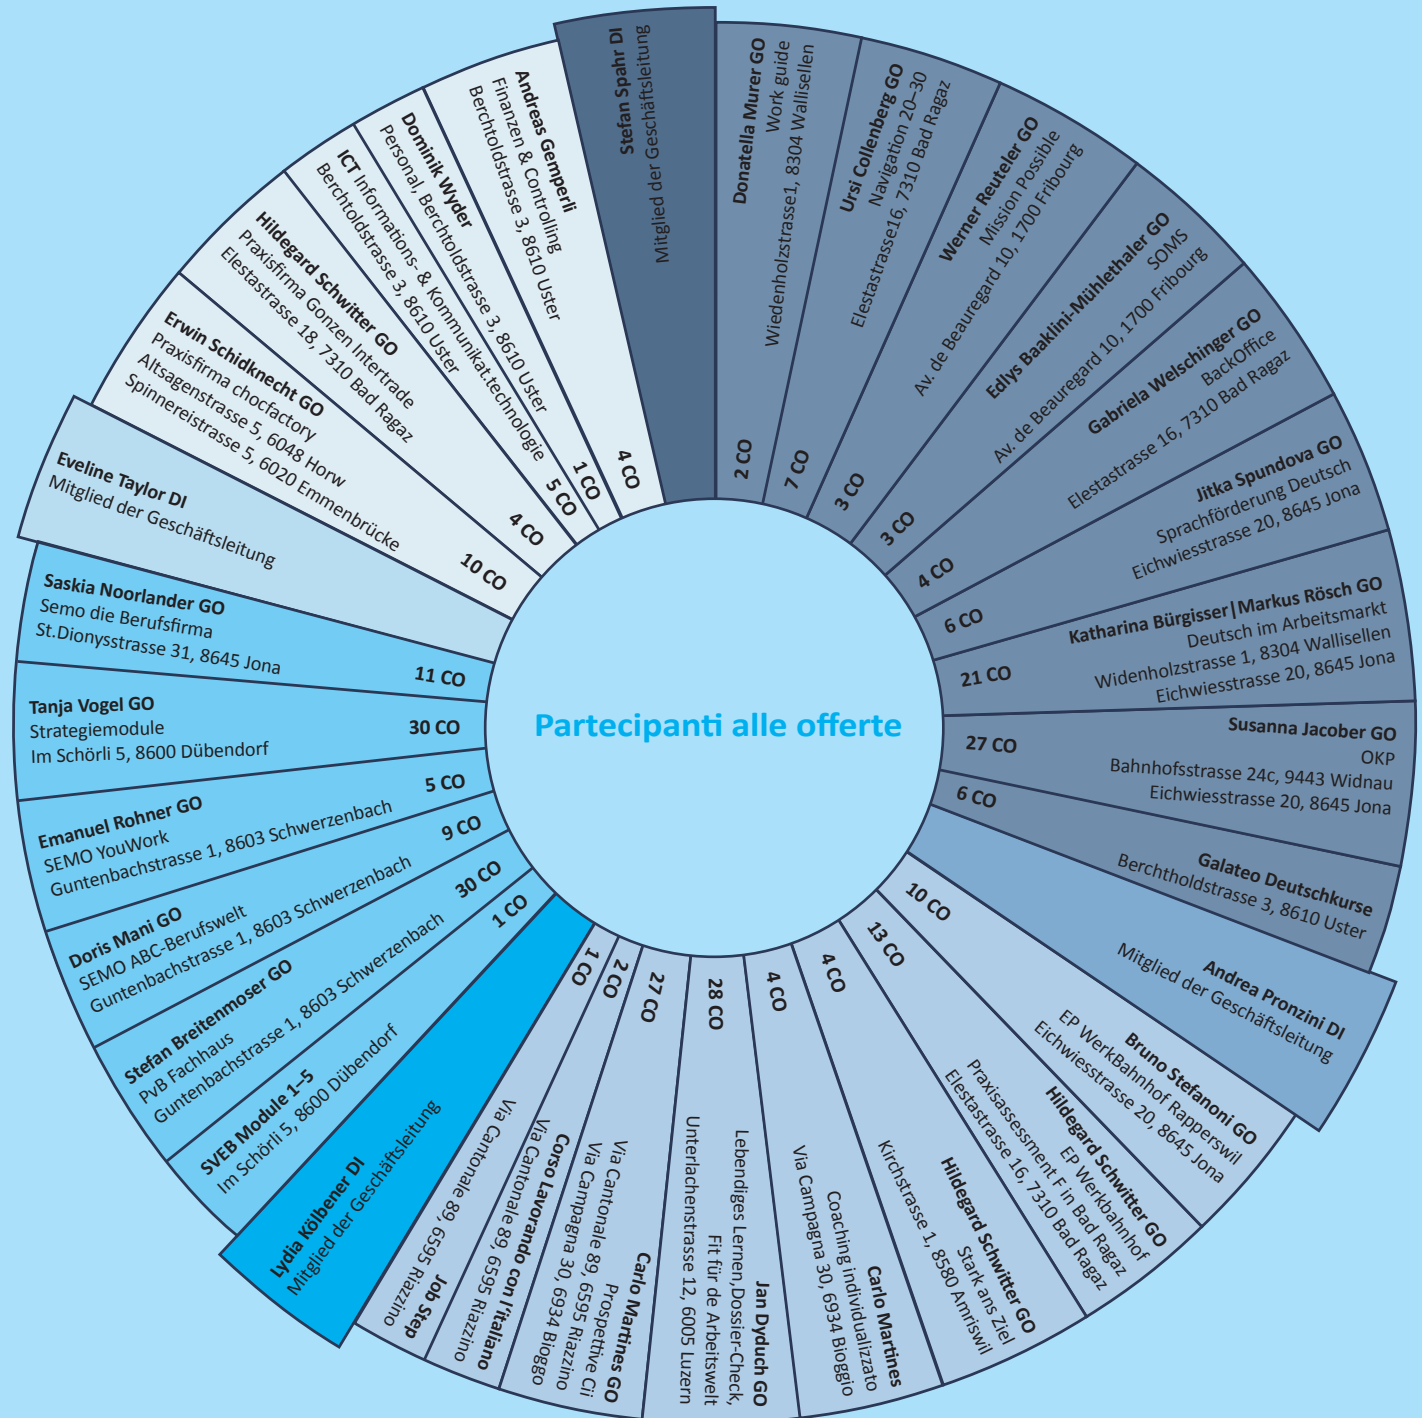 Stefan Spahr DI
Mitglied der Geschäftsleitung
Donatella Murer GO
Work guide
Wiedenholzstrasse1, 8304 Wallisellen
2 CO
Ursi Collenberg GO
Navigation 20–30
Elestastrasse16, 7310 Bad Ragaz
7 CO
Werner Reuteler GO
Mission Possible
Av. de Beauregard 10, 1700 Fribourg
3 CO
Edlys Baaklini-Mühlethaler GO
SOMS
Av. de Beauregard 10, 1700 Fribourg
3 CO
Gabriela Welschinger GO
BackOffice
Elestastrasse 16, 7310 Bad Ragaz
4 CO
Jitka Spundova GO
Sprachförderung Deutsch
Eichwiesstrasse 20, 8645 Jona
6 CO
Katharina Bürgisser|Markus Rösch GO
Deutsch im Arbeitsmarkt
Widenholzstrasse 1, 8304 Wallisellen
Eichwiesstrasse 20, 8645 Jona
21 CO
Susanna Jacober GO
OKP
Bahnhofsstrasse 24c, 9443 Widnau
Eichwiesstrasse 20, 8645 Jona
27 CO
Galateo Deutschkurse
Berchtholdstrasse 3, 8610 Uster
6 CO
Andrea Pronzini DI
Mitglied der Geschäftsleitung
Bruno Stefanoni GO
EP WerkBahnhof Rapperswil
Eichwiesstrasse 20, 8645 Jona
10 CO
Hildegard Schwitter GO
EP Werkbahnhof
Praxisassessment F in Bad Ragaz
Elestastrasse 16, 7310 Bad Ragaz
13 CO
Hildegard Schwitter GO
Stark ans Ziel
Kirchstrasse 1, 8580 Amriswil
4 CO
Carlo Martines
Coaching individualizzato
Via Campagna 30, 6934 Bioggio
4 CO
Jan Dyduch GO
Lebendiges Lernen,Dossier-Check,
Fit für de Arbeitswelt
Unterlachenstrasse 12, 6005 Luzern
28 CO
Carlo Martines GO
Prospettive Cii
Via Cantonale 89, 6595 Riazzino
Via Campagna 30, 6934 Bioggo
27 CO
Corso Lavorando con l'italiano
Via Cantonale 89, 6595 Riazzino
2 CO
Job Step
Via Cantonale 89, 6595 Riazzino
1 CO
Lydia Kölbener DI
Mitglied der Geschäftsleitung
SVEB Module 1–5
Im Schörli 5, 8600 Dübendorf
1 CO
Stefan Breitenmoser GO
PvB Fachhaus
Guntenbachstrasse 1, 8603 Schwerzenbach
30 CO
Doris Mani GO
SEMO ABC-Berufswelt
Guntenbachstrasse 1, 8603 Schwerzenbach
9 CO
Emanuel Rohner GO
SEMO YouWork
Guntenbachstrasse 1, 8603 Schwerzenbach
5 CO
Tanja Vogel GO
Strategiemodule
Im Schörli 5, 8600 Dübendorf
30 CO
Saskia Noorlander GO
Semo die Berufsfirma
St.Dionysstrasse 31, 8645 Jona
11 CO
Eveline Taylor DI
Mitglied der Geschäftsleitung
Erwin Schidknecht GO
Praxisfirma chocfactory
Altsagenstrasse 5, 6048 Horw
Spinnereistrasse 5, 6020 Emmenbrücke
10 CO
Hildegard Schwitter GO
Praxisfirma Gonzen Intertrade
Elestastrasse 18, 7310 Bad Ragaz
4 CO
ICT Informations- & Kommunikat.technologie
Berchtoldstrasse 3, 8610 Uster
5 CO
Dominik Wyder
Personal, Berchtoldstrasse 3, 8610 Uster
1 CO
Andreas Gemperli
Finanzen & Controlling
Berchtoldstrasse 3, 8610 Uster
4 CO
Partecipanti alle offerte